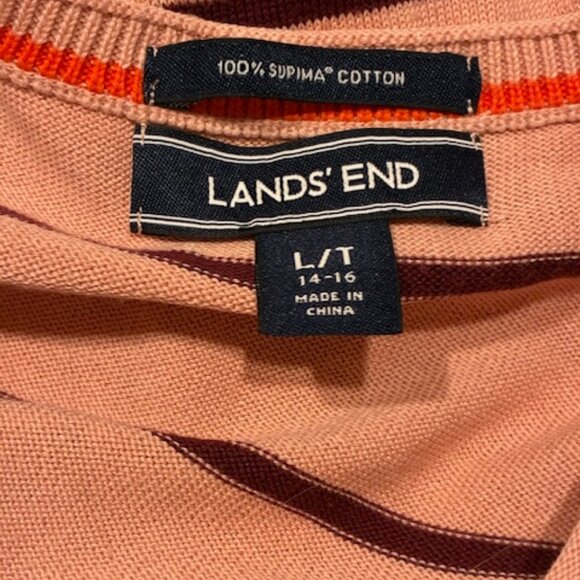 100% SUPIMA® COTTON
LANDS' END
L/T
14-16
MADE IN
CHINA